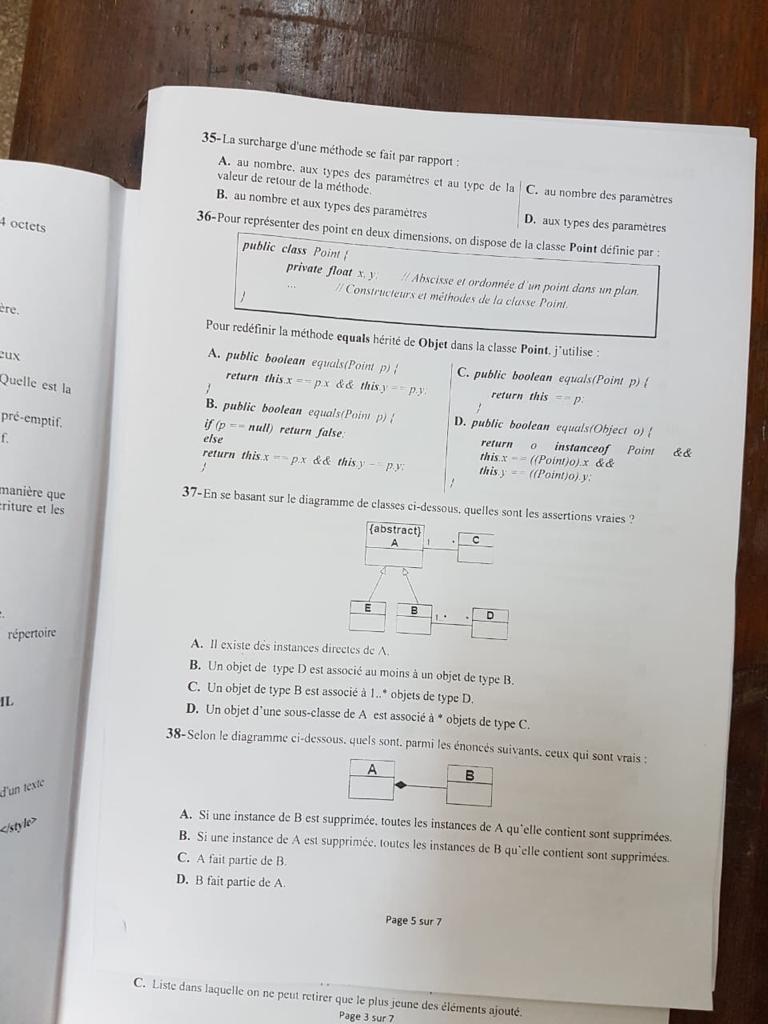 4 octets
ère.
eux
Quelle est la
pré-emptif.
f.
manière que
criture et les
répertoire
d'un texte
</style>
35-La surcharge d'une méthode se fait par rapport :
A. au nombre, aux types des paramètres et au type de la
valeur de retour de la méthode.
B. au nombre et aux types des paramètres
C. au nombre des paramètres
D. aux types des paramètres
36-Pour représenter des point en deux dimensions, on dispose de la classe Point définie par :
public class Point {
private float x, y; // Abscisse et ordonnée d'un point dans un plan.
... // Constructeurs et méthodes de la classe Point.
}
Pour redéfinir la méthode equals hérité de Objet dans la classe Point, j'utilise :
A. public boolean equals(Point p) {
return this.x == p.x && this.y == p.y;
}
B. public boolean equals(Point p) {
if (p == null) return false;
else
return this.x == p.x && this.y == p.y;
}
C. public boolean equals(Point p) {
return this == p;
}
D. public boolean equals(Object o) {
return o instanceof Point &&
this.x == ((Point)o).x &&
this.y == ((Point)o).y;
}
37-En se basant sur le diagramme de classes ci-dessous, quelles sont les assertions vraies ?
{abstract}
A
1 * C
E B 1..* * D
A. Il existe des instances directes de A.
B. Un objet de type D est associé au moins à un objet de type B.
C. Un objet de type B est associé à 1..* objets de type D.
D. Un objet d'une sous-classe de A est associé à * objets de type C.
38-Selon le diagramme ci-dessous, quels sont, parmi les énoncés suivants, ceux qui sont vrais :
A B
A. Si une instance de B est supprimée, toutes les instances de A qu'elle contient sont supprimées.
B. Si une instance de A est supprimée, toutes les instances de B qu'elle contient sont supprimées.
C. A fait partie de B.
D. B fait partie de A.
Page 5 sur 7
C. Liste dans laquelle on ne peut retirer que le plus jeune des éléments ajouté.
Page 3 sur 7